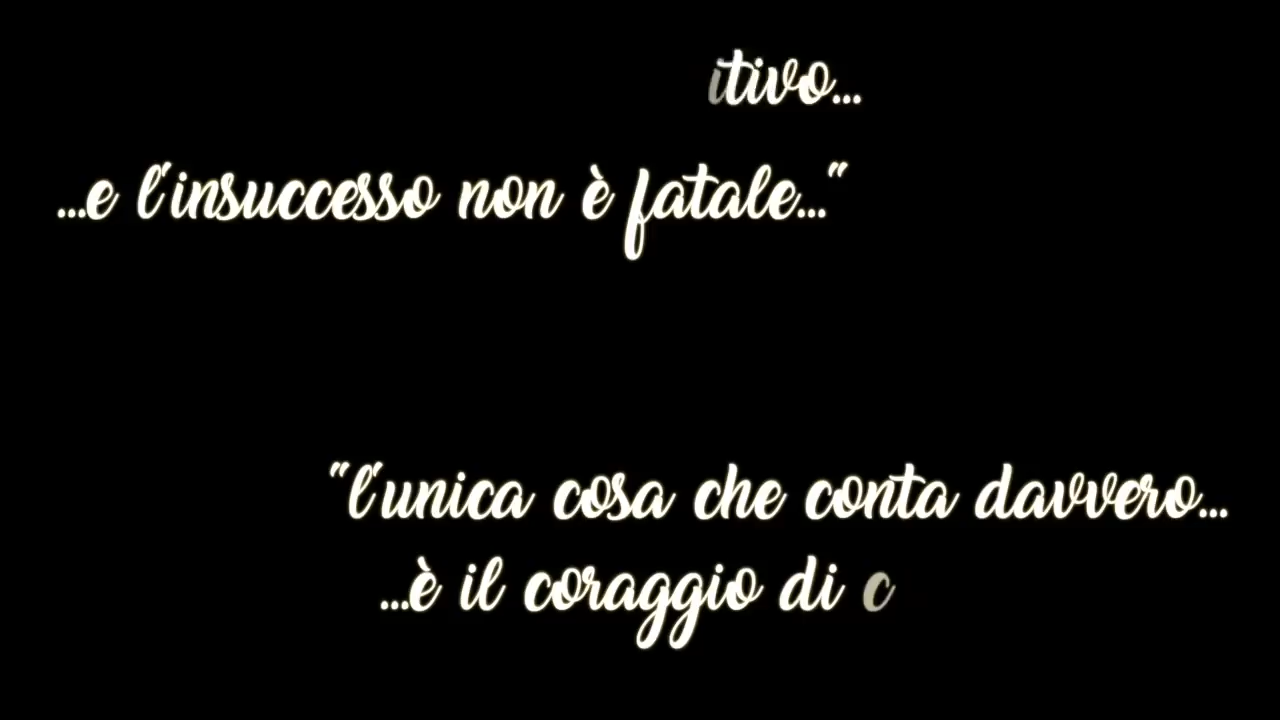 itivo...
...e l'insuccesso non è fatale..."
"l'unica cosa che conta davvero...
...è il coraggio di c